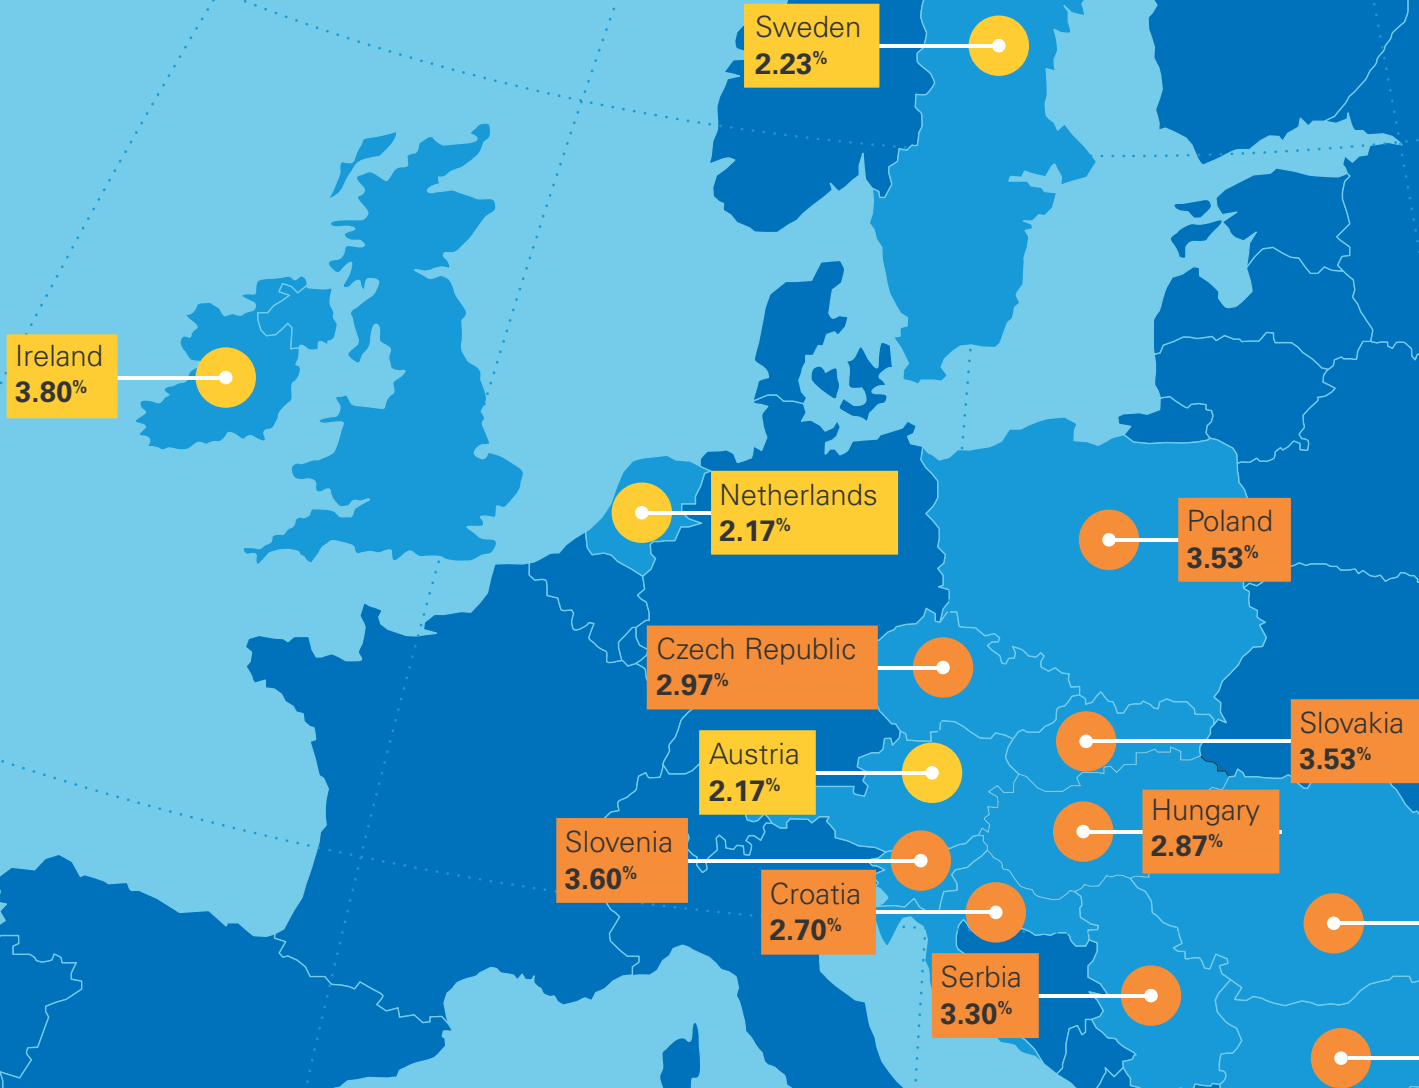 Sweden
2.23%
Ireland
3.80%
Netherlands
2.17%
Poland
3.53%
Czech Republic
2.97%
Slovakia
3.53%
Austria
2.17%
Hungary
2.87%
Slovenia
3.60%
Croatia
2.70%
Serbia
3.30%